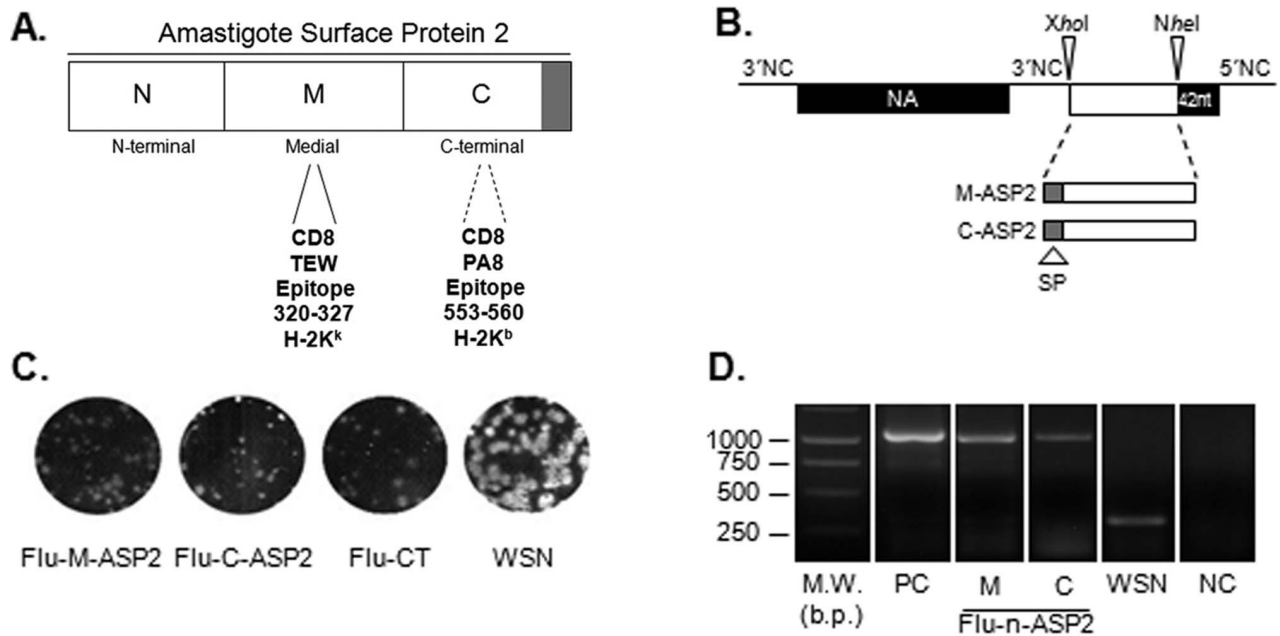 A.
Amastigote Surface Protein 2
N M C
N-terminal Medial C-terminal
CD8
TEW
Epitope
320-327
H-2Kᵏ
CD8
PA8
Epitope
553-560
H-2Kᵇ
B.
XhoI NheI
3´NC 3´NC 5´NC
NA 42nt
M-ASP2
C-ASP2
SP
C.
Flu-M-ASP2 Flu-C-ASP2 Flu-CT WSN
D.
1000
750
500
250
M.W. PC M C WSN NC
(b.p.) Flu-n-ASP2